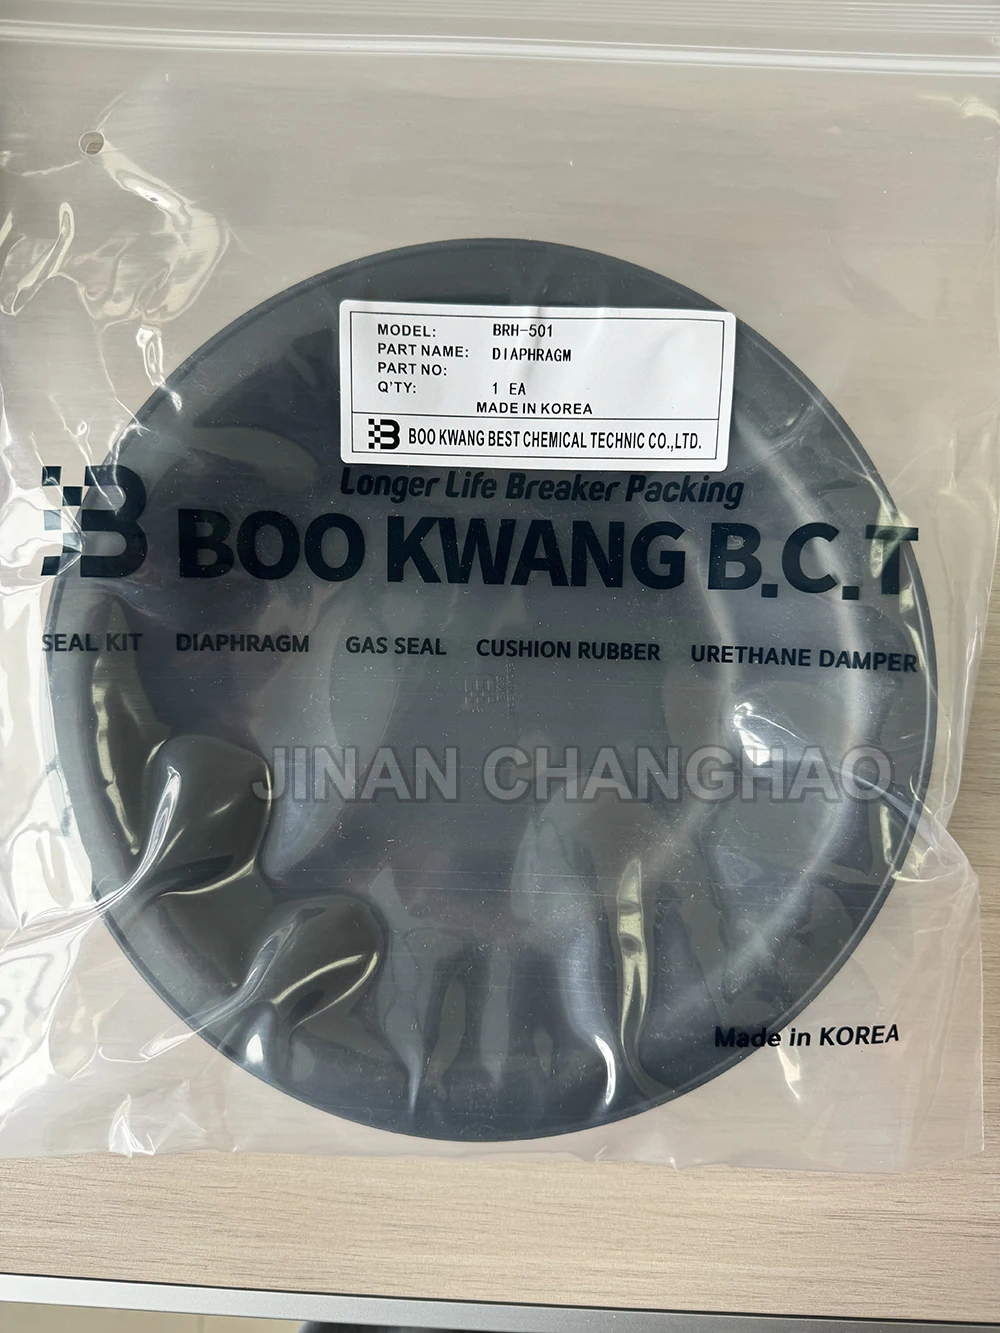 MODEL: BRH-501
PART NAME: DIAPHRAGM
PART NO:
Q'TY: 1 EA
MADE IN KOREA
B BOO KWANG BEST CHEMICAL TECHNIC CO.,LTD.
Longer Life Breaker Packing
B BOO KWANG B.C.T
SEAL KIT DIAPHRAGM GAS SEAL CUSHION RUBBER URETHANE DAMPER
JINAN CHANGHAO
Made in KOREA